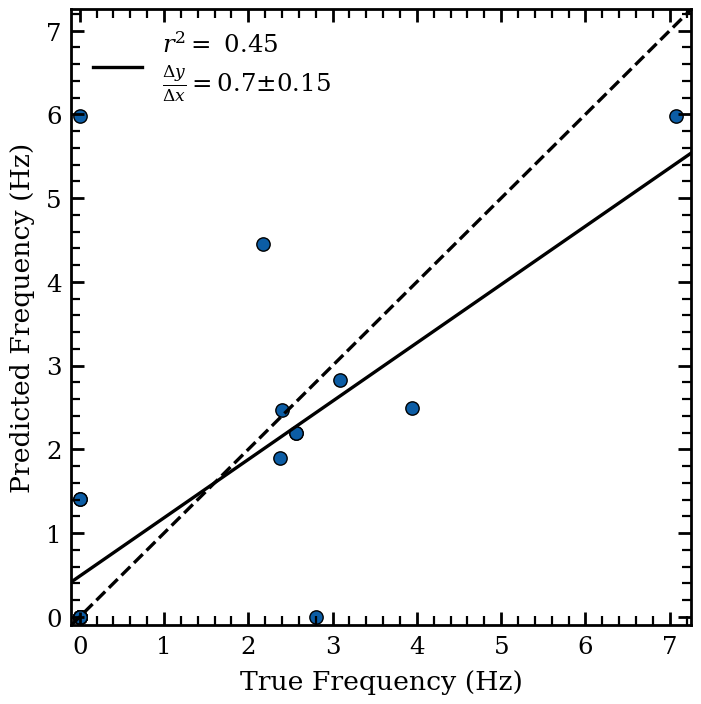 r² = 0.45
Δy/Δx = 0.7±0.15
7
6
5
4
3
2
1
0
Predicted Frequency (Hz)
0 1 2 3 4 5 6 7
True Frequency (Hz)